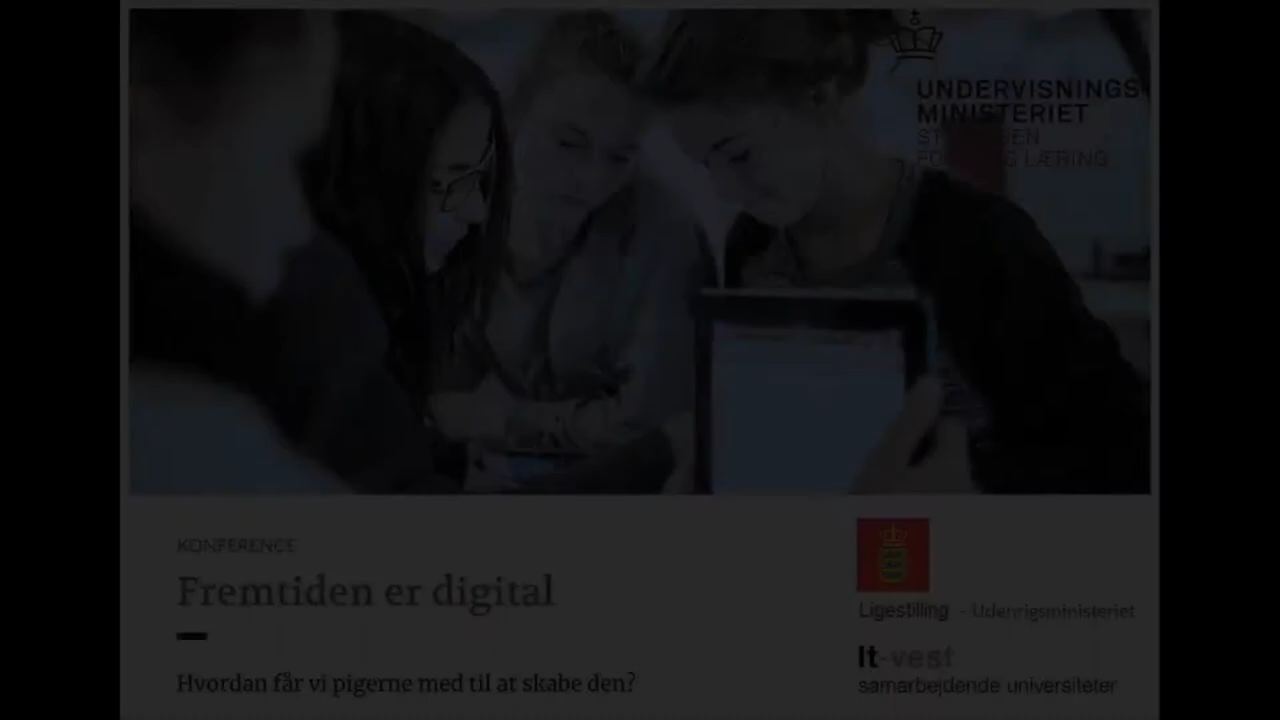 UNDERVISNINGS
MINISTERIET
LÆRING
KONFERENCE
Fremtiden er digital
Hvordan får vi pigerne med til at skabe den?
Ligestilling - Udenrigsministeriet
It-vest
samarbejdende universiteter